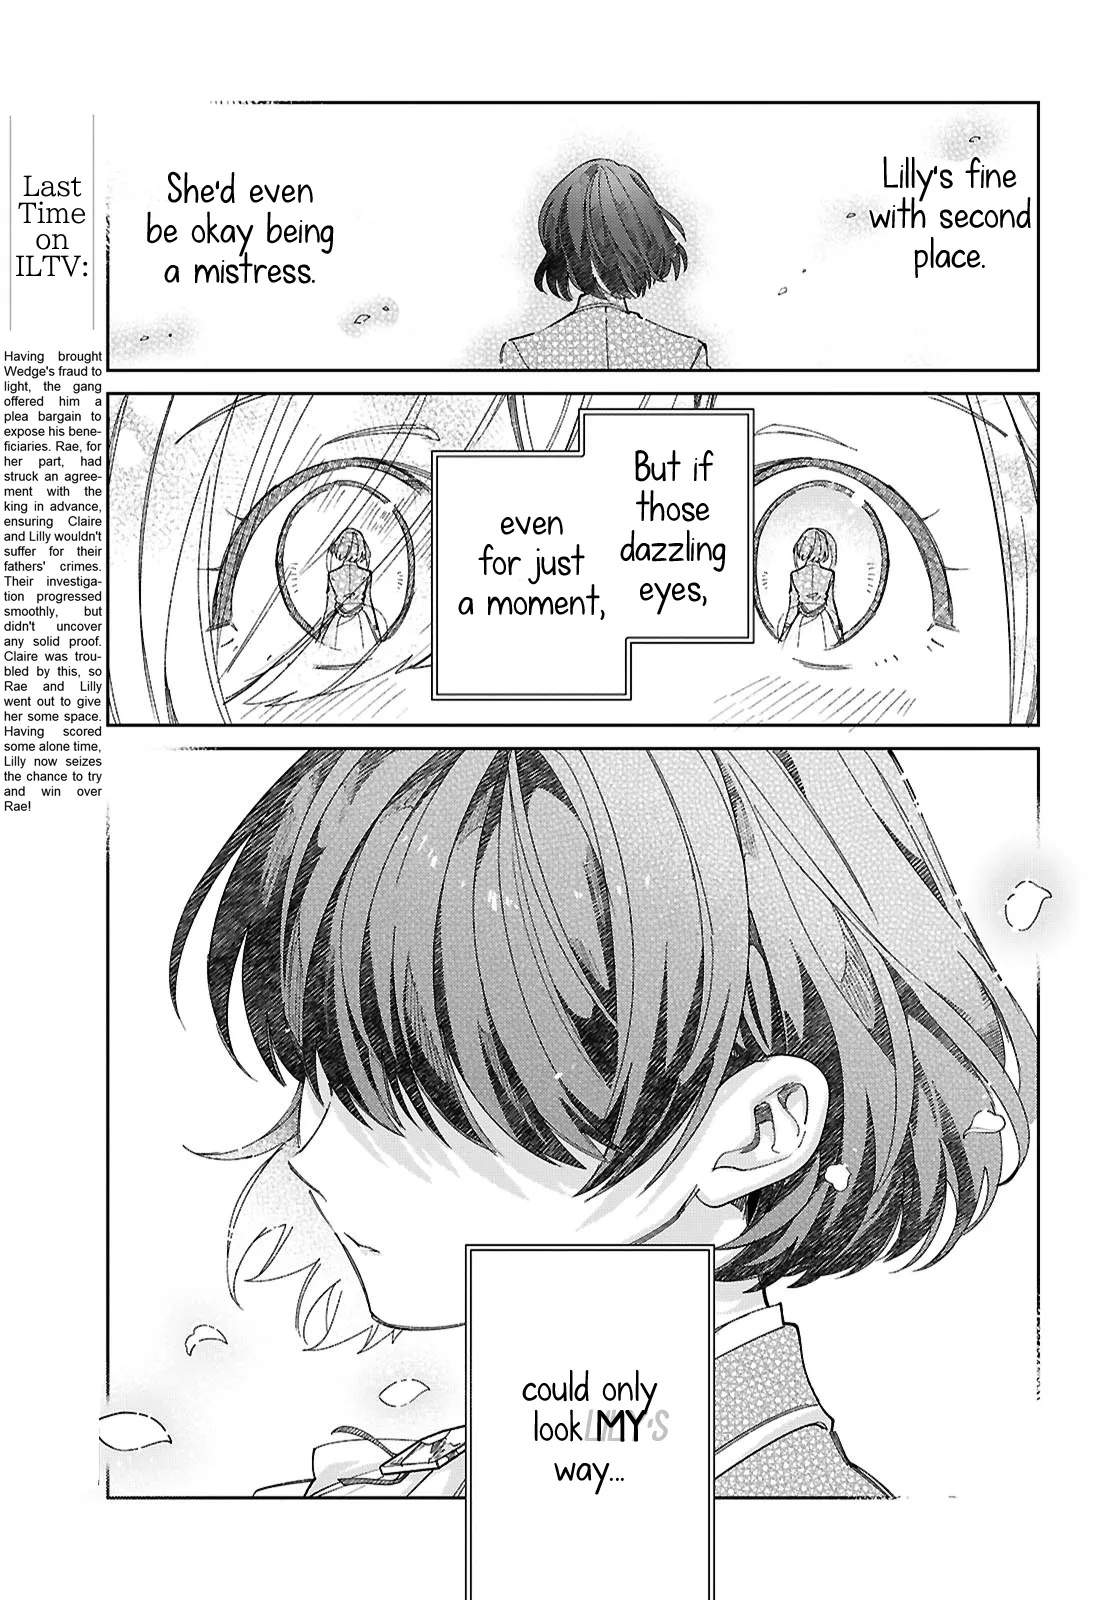 Last
Time
on
ILTV:
Having brought
Wedge's fraud to
light, the gang
offered him a
plea bargain to
expose his bene-
ficiaries. Rae, for
her part, had
struck an agree-
ment with the
king in advance,
ensuring Claire
and Lilly wouldn't
suffer for their
fathers' crimes.
Their investiga-
tion progressed
smoothly, but
didn't uncover
any solid proof.
Claire was trou-
bled by this, so
Rae and Lilly
went out to give
her some space.
Having scored
some alone time,
Lilly now seizes
the chance to try
and win over
Rae!
Lilly's fine
with second
place.
She'd even
be okay being
a mistress.
But if
those
dazzling
eyes,
even
for just
a moment,
could only
look LILLY'S MY
way...